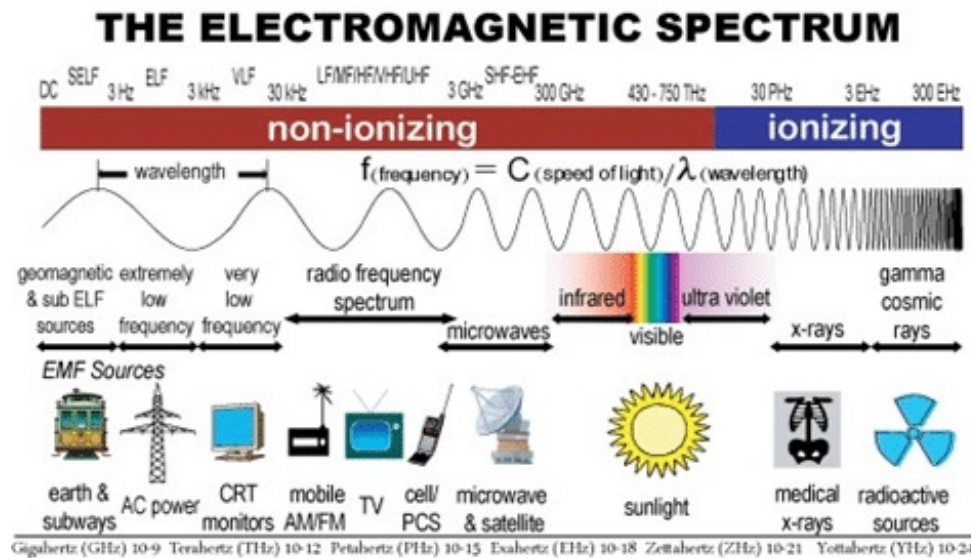 THE ELECTROMAGNETIC SPECTRUM
DC SELF 3 Hz ELF 3 kHz VLF 30 kHz LF/MF/HF/VHF/UHF 3 GHz SHF-EHF 300 GHz 430 - 750 THz 30 PHz 3 EHz 300 EHz
non-ionizing ionizing
wavelength f(frequency) = C (speed of light)/λ (wavelength)
geomagnetic & sub ELF sources
extremely low frequency
very low frequency
radio frequency spectrum
microwaves
infrared
visible
ultra violet
x-rays
gamma cosmic rays
EMF Sources
earth & subways
AC power
CRT monitors
mobile AM/FM
TV
cell/ PCS
microwave & satellite
sunlight
medical x-rays
radioactive sources
Gigahertz (GHz) 10-9 Terahertz (THz) 10-12 Petahertz (PHz) 10-15 Exahertz (EHz) 10-18 Zettahertz (ZHz) 10-21 Yottahertz (YHz)